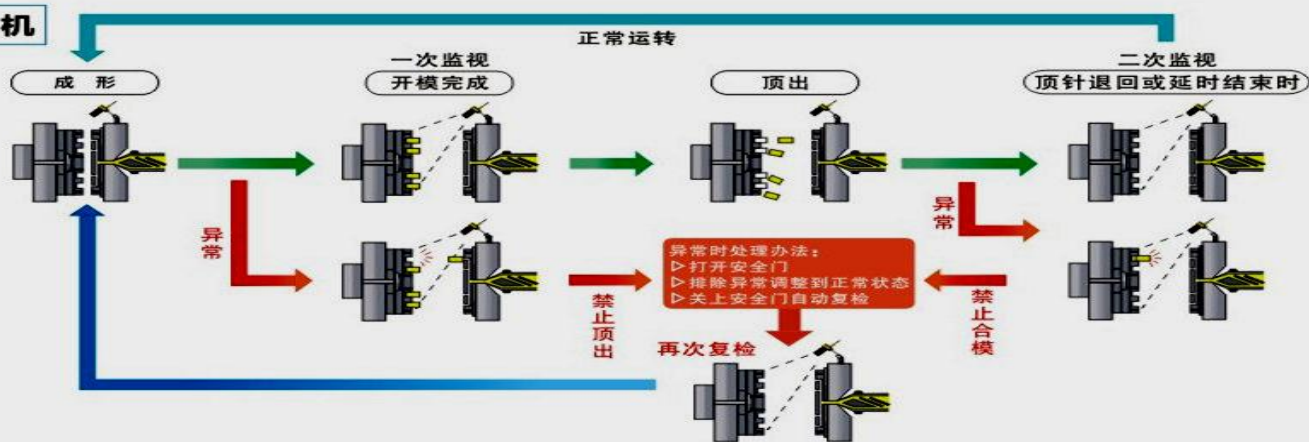 机
正常运转
成 形
一次监视
开模完成
顶出
二次监视
顶针退回或延时结束时
异常
异常
异常时处理办法：
▷打开安全门
▷排除异常调整到正常状态
▷关上安全门自动复检
禁止顶出
禁止合模
再次复检